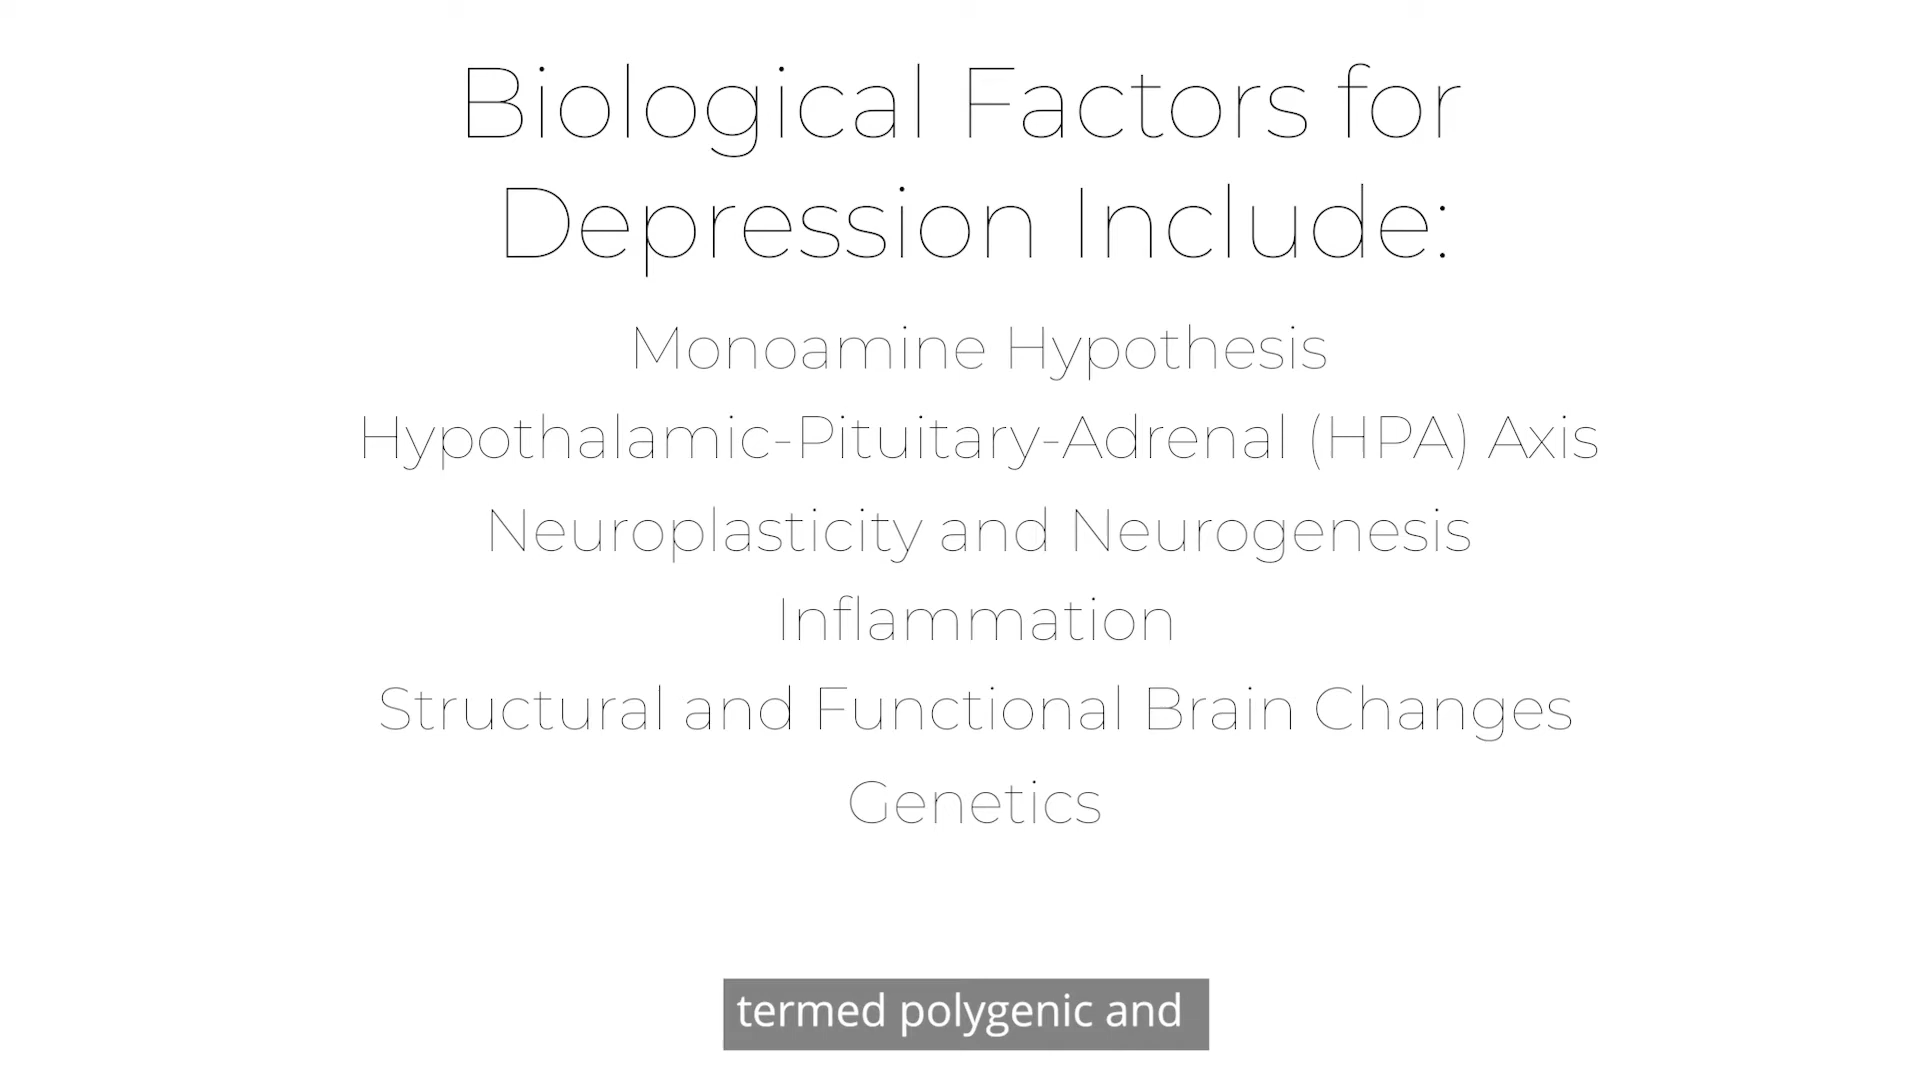 Biological Factors for
Depression Include:
Monoamine Hypothesis
Hypothalamic-Pituitary-Adrenal (HPA) Axis
Neuroplasticity and Neurogenesis
Inflammation
Structural and Functional Brain Changes
Genetics
termed polygenic and